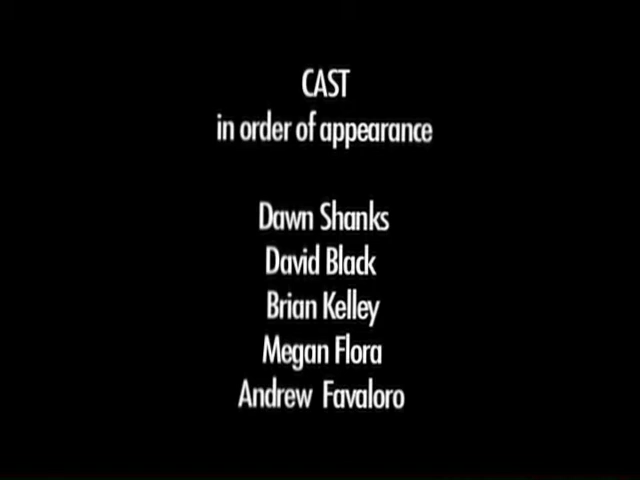 CAST
in order of appearance
Dawn Shanks
David Black
Brian Kelley
Megan Flora
Andrew Favaloro